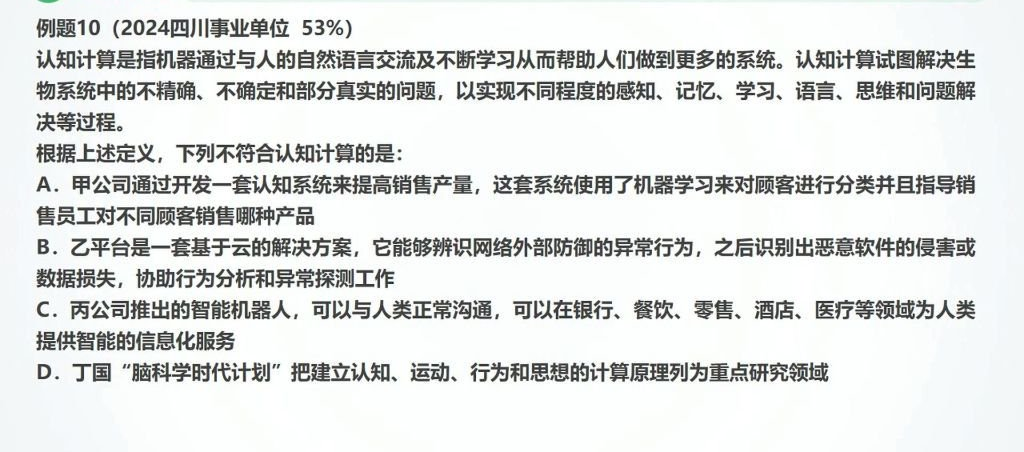 例题10（2024四川事业单位 53%）
认知计算是指机器通过与人的自然语言交流及不断学习从而帮助人们做到更多的系统。认知计算试图解决生
物系统中的不精确、不确定和部分真实的问题，以实现不同程度的感知、记忆、学习、语言、思维和问题解
决等过程。
根据上述定义，下列不符合认知计算的是：
A．甲公司通过开发一套认知系统来提高销售产量，这套系统使用了机器学习来对顾客进行分类并且指导销
售员工对不同顾客销售哪种产品
B．乙平台是一套基于云的解决方案，它能够辨识网络外部防御的异常行为，之后识别出恶意软件的侵害或
数据损失，协助行为分析和异常探测工作
C．丙公司推出的智能机器人，可以与人类正常沟通，可以在银行、餐饮、零售、酒店、医疗等领域为人类
提供智能的信息化服务
D．丁国“脑科学时代计划”把建立认知、运动、行为和思想的计算原理列为重点研究领域